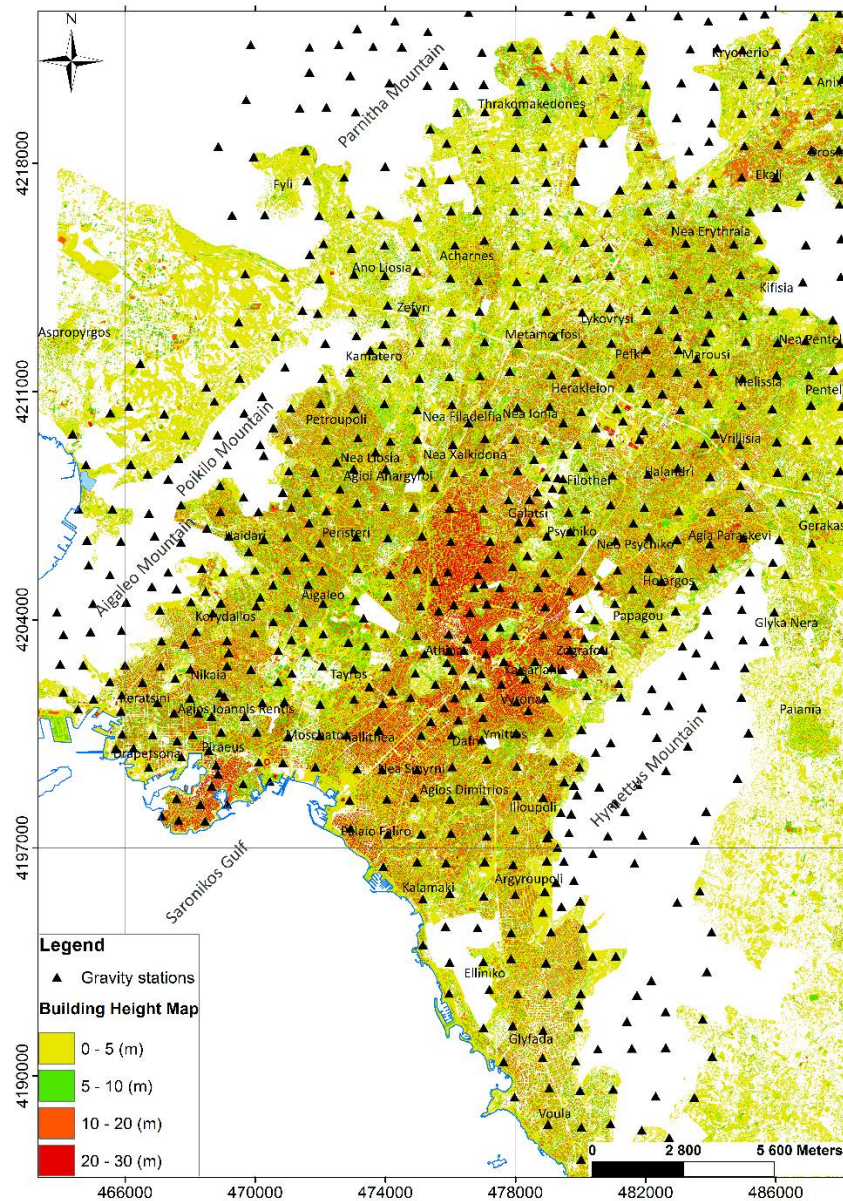 N
Kryonerio
Parnitha Mountain
Thrakomakedones
Anix
4218000
Drosi
Ekali
Fyli
Nea Erythraia
Acharnes
Ano Liosia
Kifisia
Zefyri
Lykovrysi
Aspropyrgos
Metamorfosi
Nea Pentel
Kamatero
Pefki
Marousi
4211000
Herakleion
Melissia
Pentel
Petroupoli
Nea Filadelfia
Nea Ionia
Poikilo Mountain
Vrilissia
Nea Liosia
Nea Xalkidona
Agioi Anargyroi
Filothei
Halandri
Galatsi
Gerakas
Haidari
Peristeri
Psychiko
Nea Psychiko
Agia Paraskevi
Aigaleo Mountain
Holargos
Aigaleo
Korydallos
Papagou
4204000
Glyka Nera
Athina
Zografou
Nikaia
Tavros
Kaisariani
Keratsini
Vyronas
Paiania
Agios Ioannis Rentis
Moschato
Kallithea
Dafni
Ymittos
Drapetsona
Piraeus
Nea Smyrni
Hymettus Mountain
Agios Dimitrios
Ilioupoli
Palaio Faliro
4197000
Saronikos Gulf
Kalamaki
Argyroupoli
Legend
Gravity stations
Elliniko
Building Height Map
0 - 5 (m)
Glyfada
5 - 10 (m)
4190000
10 - 20 (m)
Voula
20 - 30 (m)
0 2 800 5 600 Meters
466000 470000 474000 478000 482000 486000